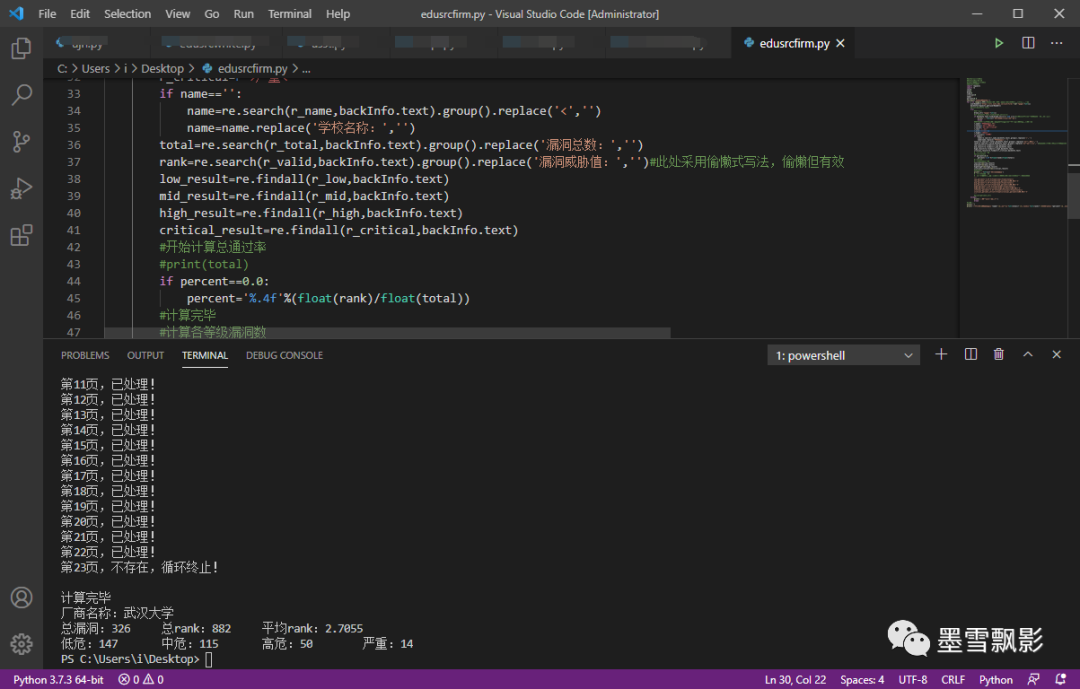 File Edit Selection View Go Run Terminal Help edusrcfirm.py - Visual Studio Code [Administrator]
edusrcfirm.py
C: > Users > i > Desktop > edusrcfirm.py > ...
33 if name=='':
34 name=re.search(r_name,backInfo.text).group().replace('<','')
35 name=name.replace('学校名称：','')
36 total=re.search(r_total,backInfo.text).group().replace('漏洞总数：','')
37 rank=re.search(r_valid,backInfo.text).group().replace('漏洞威胁值：','')#此处采用偷懒式写法，偷懒但有效
38 low_result=re.findall(r_low,backInfo.text)
39 mid_result=re.findall(r_mid,backInfo.text)
40 high_result=re.findall(r_high,backInfo.text)
41 critical_result=re.findall(r_critical,backInfo.text)
42 #开始计算总通过率
43 #print(total)
44 if percent==0.0:
45 percent='%.4f'%(float(rank)/float(total))
46 #计算完毕
47 #计算各等级漏洞数
PROBLEMS OUTPUT TERMINAL DEBUG CONSOLE 1: powershell
第11页，已处理!
第12页，已处理!
第13页，已处理!
第14页，已处理!
第15页，已处理!
第16页，已处理!
第17页，已处理!
第18页，已处理!
第19页，已处理!
第20页，已处理!
第21页，已处理!
第22页，已处理!
第23页，不存在，循环终止!
计算完毕
厂商名称：武汉大学
总漏洞：326 总rank：882 平均rank：2.7055
低危：147 中危：115 高危：50 严重：14
PS C:\Users\i\Desktop>
墨雪飘影
Python 3.7.3 64-bit 0 0 Ln 30, Col 22 Spaces: 4 UTF-8 CRLF Python